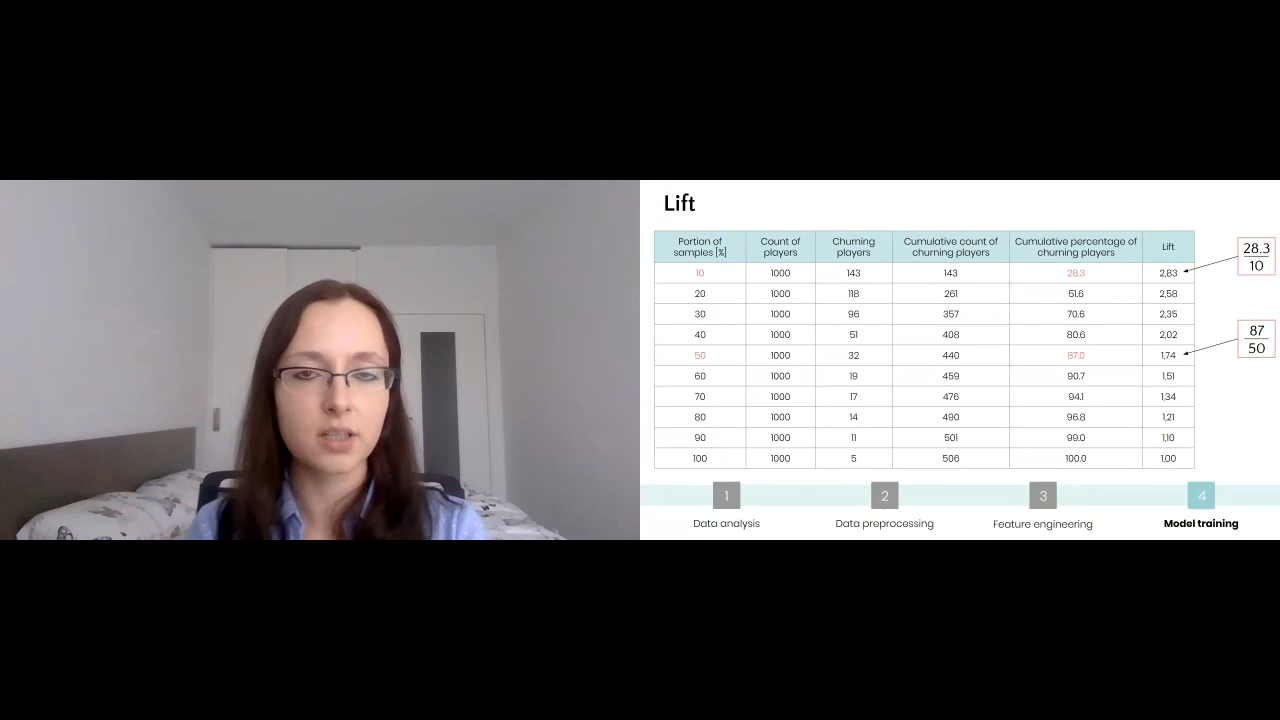 Lift
Portion of samples [%] Count of players Churning players Cumulative count of churning players Cumulative percentage of churning players Lift
10 1000 143 143 28.3 2,83
20 1000 118 261 51.6 2,58
30 1000 96 357 70.6 2,35
40 1000 51 408 80.6 2,02
50 1000 32 440 87.0 1,74
60 1000 19 459 90.7 1,51
70 1000 17 476 94.1 1,34
80 1000 14 490 96.8 1,21
90 1000 11 501 99.0 1,10
100 1000 5 506 100.0 1,00
28.3
10
87
50
1 2 3 4
Data analysis Data preprocessing Feature engineering Model training